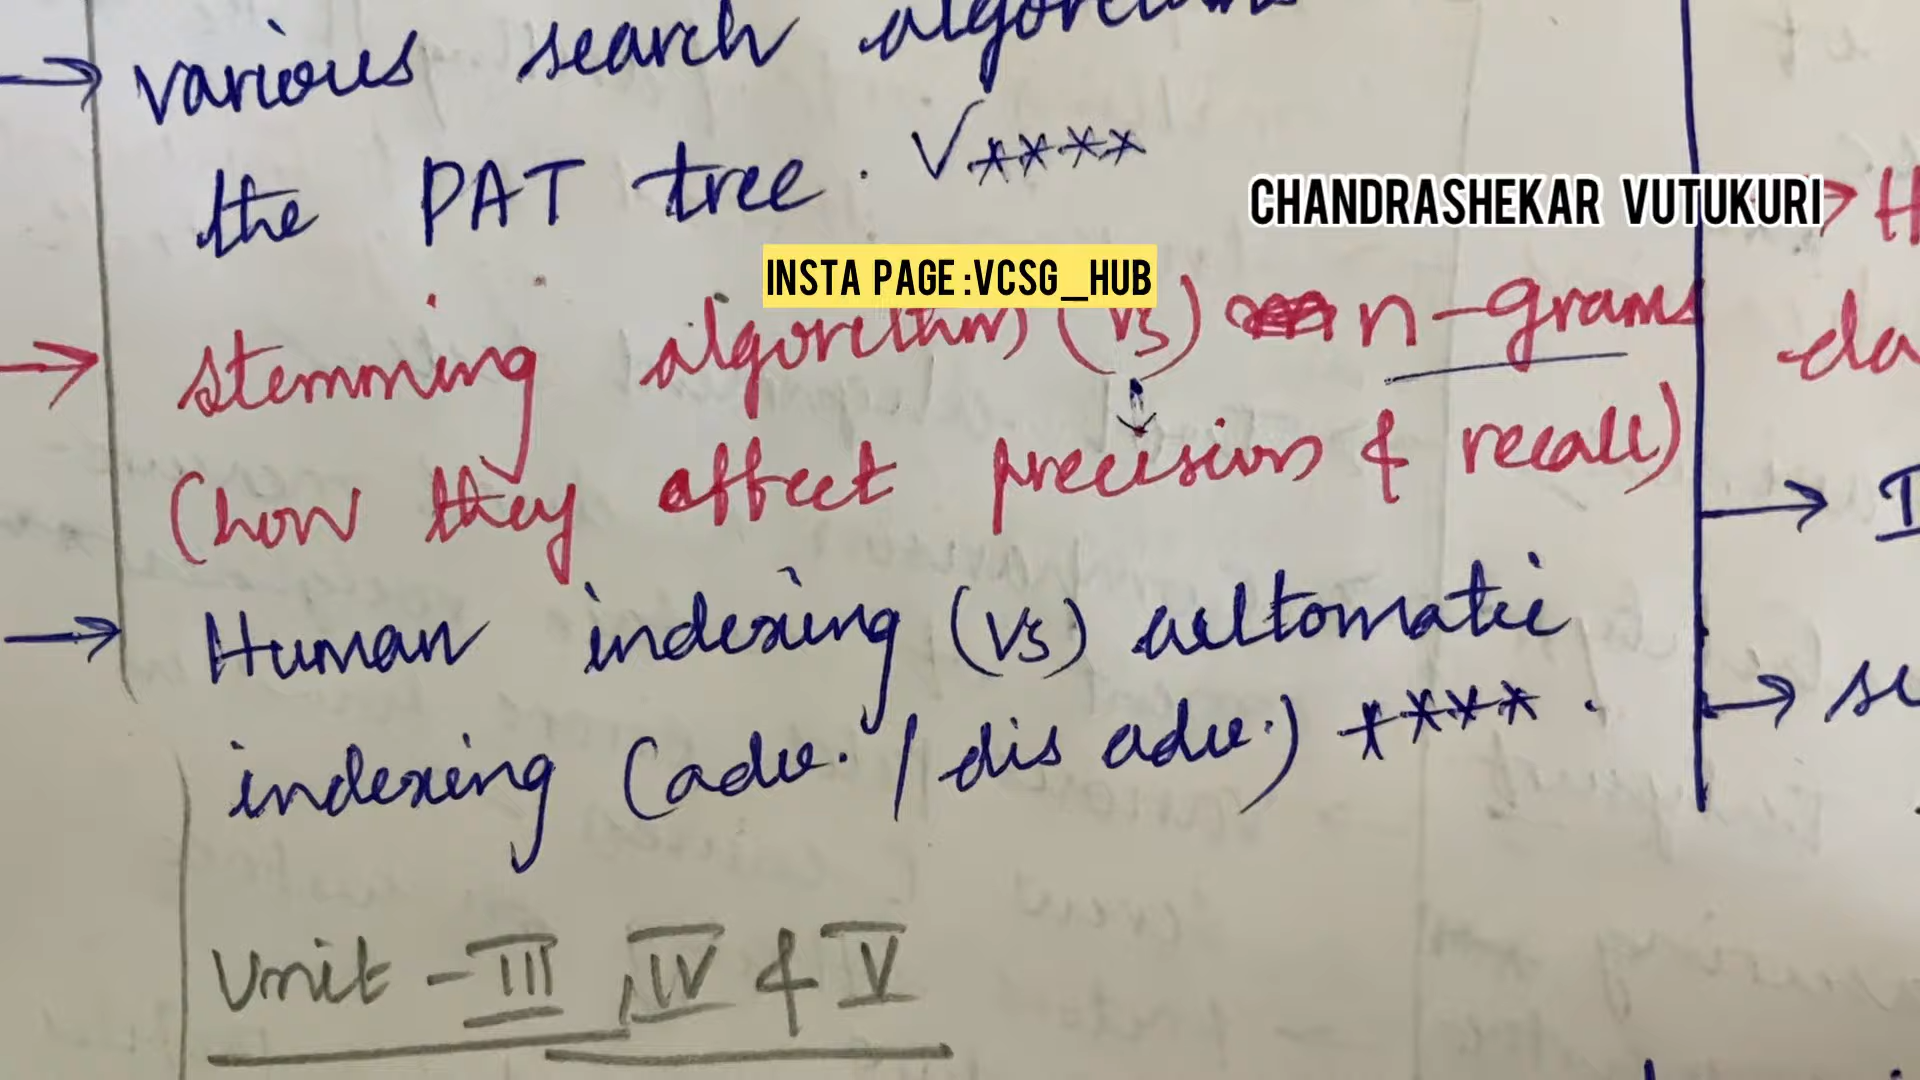 → various search algorithms
the PAT tree. √****
CHANDRASHEKAR VUTUKURI
INSTA PAGE :VCSG_HUB
→ stemming algorithms (vs) n-grams
(how they affect precision & recall)
→ Human indexing (vs) automatic
indexing (adv. / dis adv.) ****.
Unit - III, IV & V